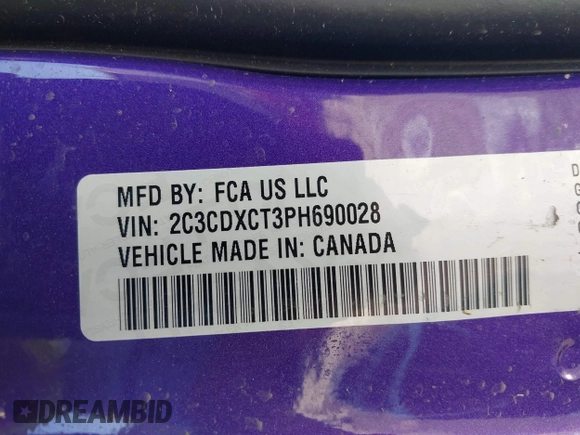 MFD BY: FCA US LLC
VIN: 2C3CDXCT3PH690028
VEHICLE MADE IN: CANADA
DREAMBID